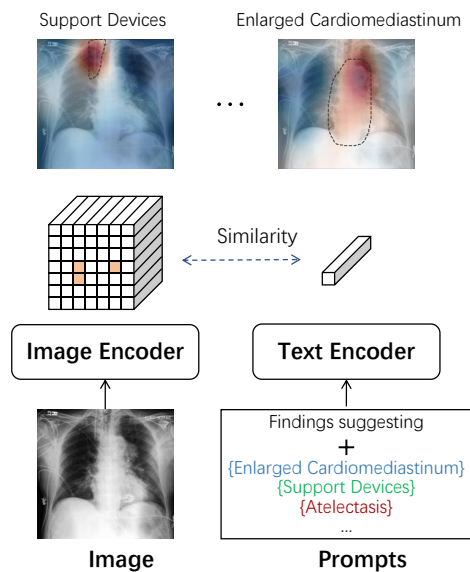 Support Devices
Enlarged Cardiomediastinum
...
Similarity
Image Encoder
Text Encoder
Findings suggesting
+
{Enlarged Cardiomediastinum}
{Support Devices}
{Atelectasis}
...
Image
Prompts